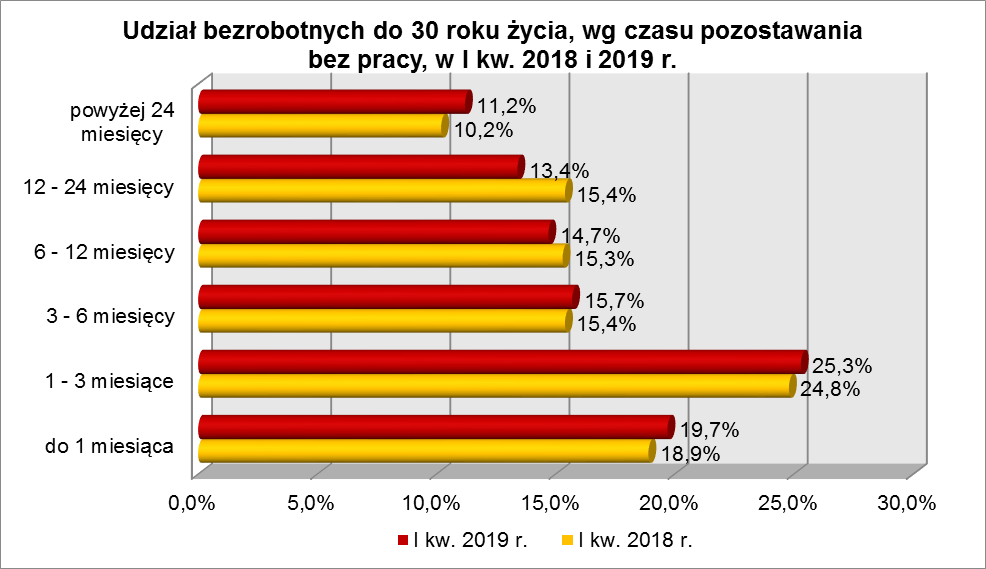 Udział bezrobotnych do 30 roku życia, wg czasu pozostawania
bez pracy, w I kw. 2018 i 2019 r.
powyżej 24
miesięcy
11,2%
10,2%
12 - 24 miesięcy
13,4%
15,4%
6 - 12 miesięcy
14,7%
15,3%
3 - 6 miesięcy
15,7%
15,4%
1 - 3 miesiące
25,3%
24,8%
do 1 miesiąca
19,7%
18,9%
0,0% 5,0% 10,0% 15,0% 20,0% 25,0% 30,0%
I kw. 2019 r. I kw. 2018 r.